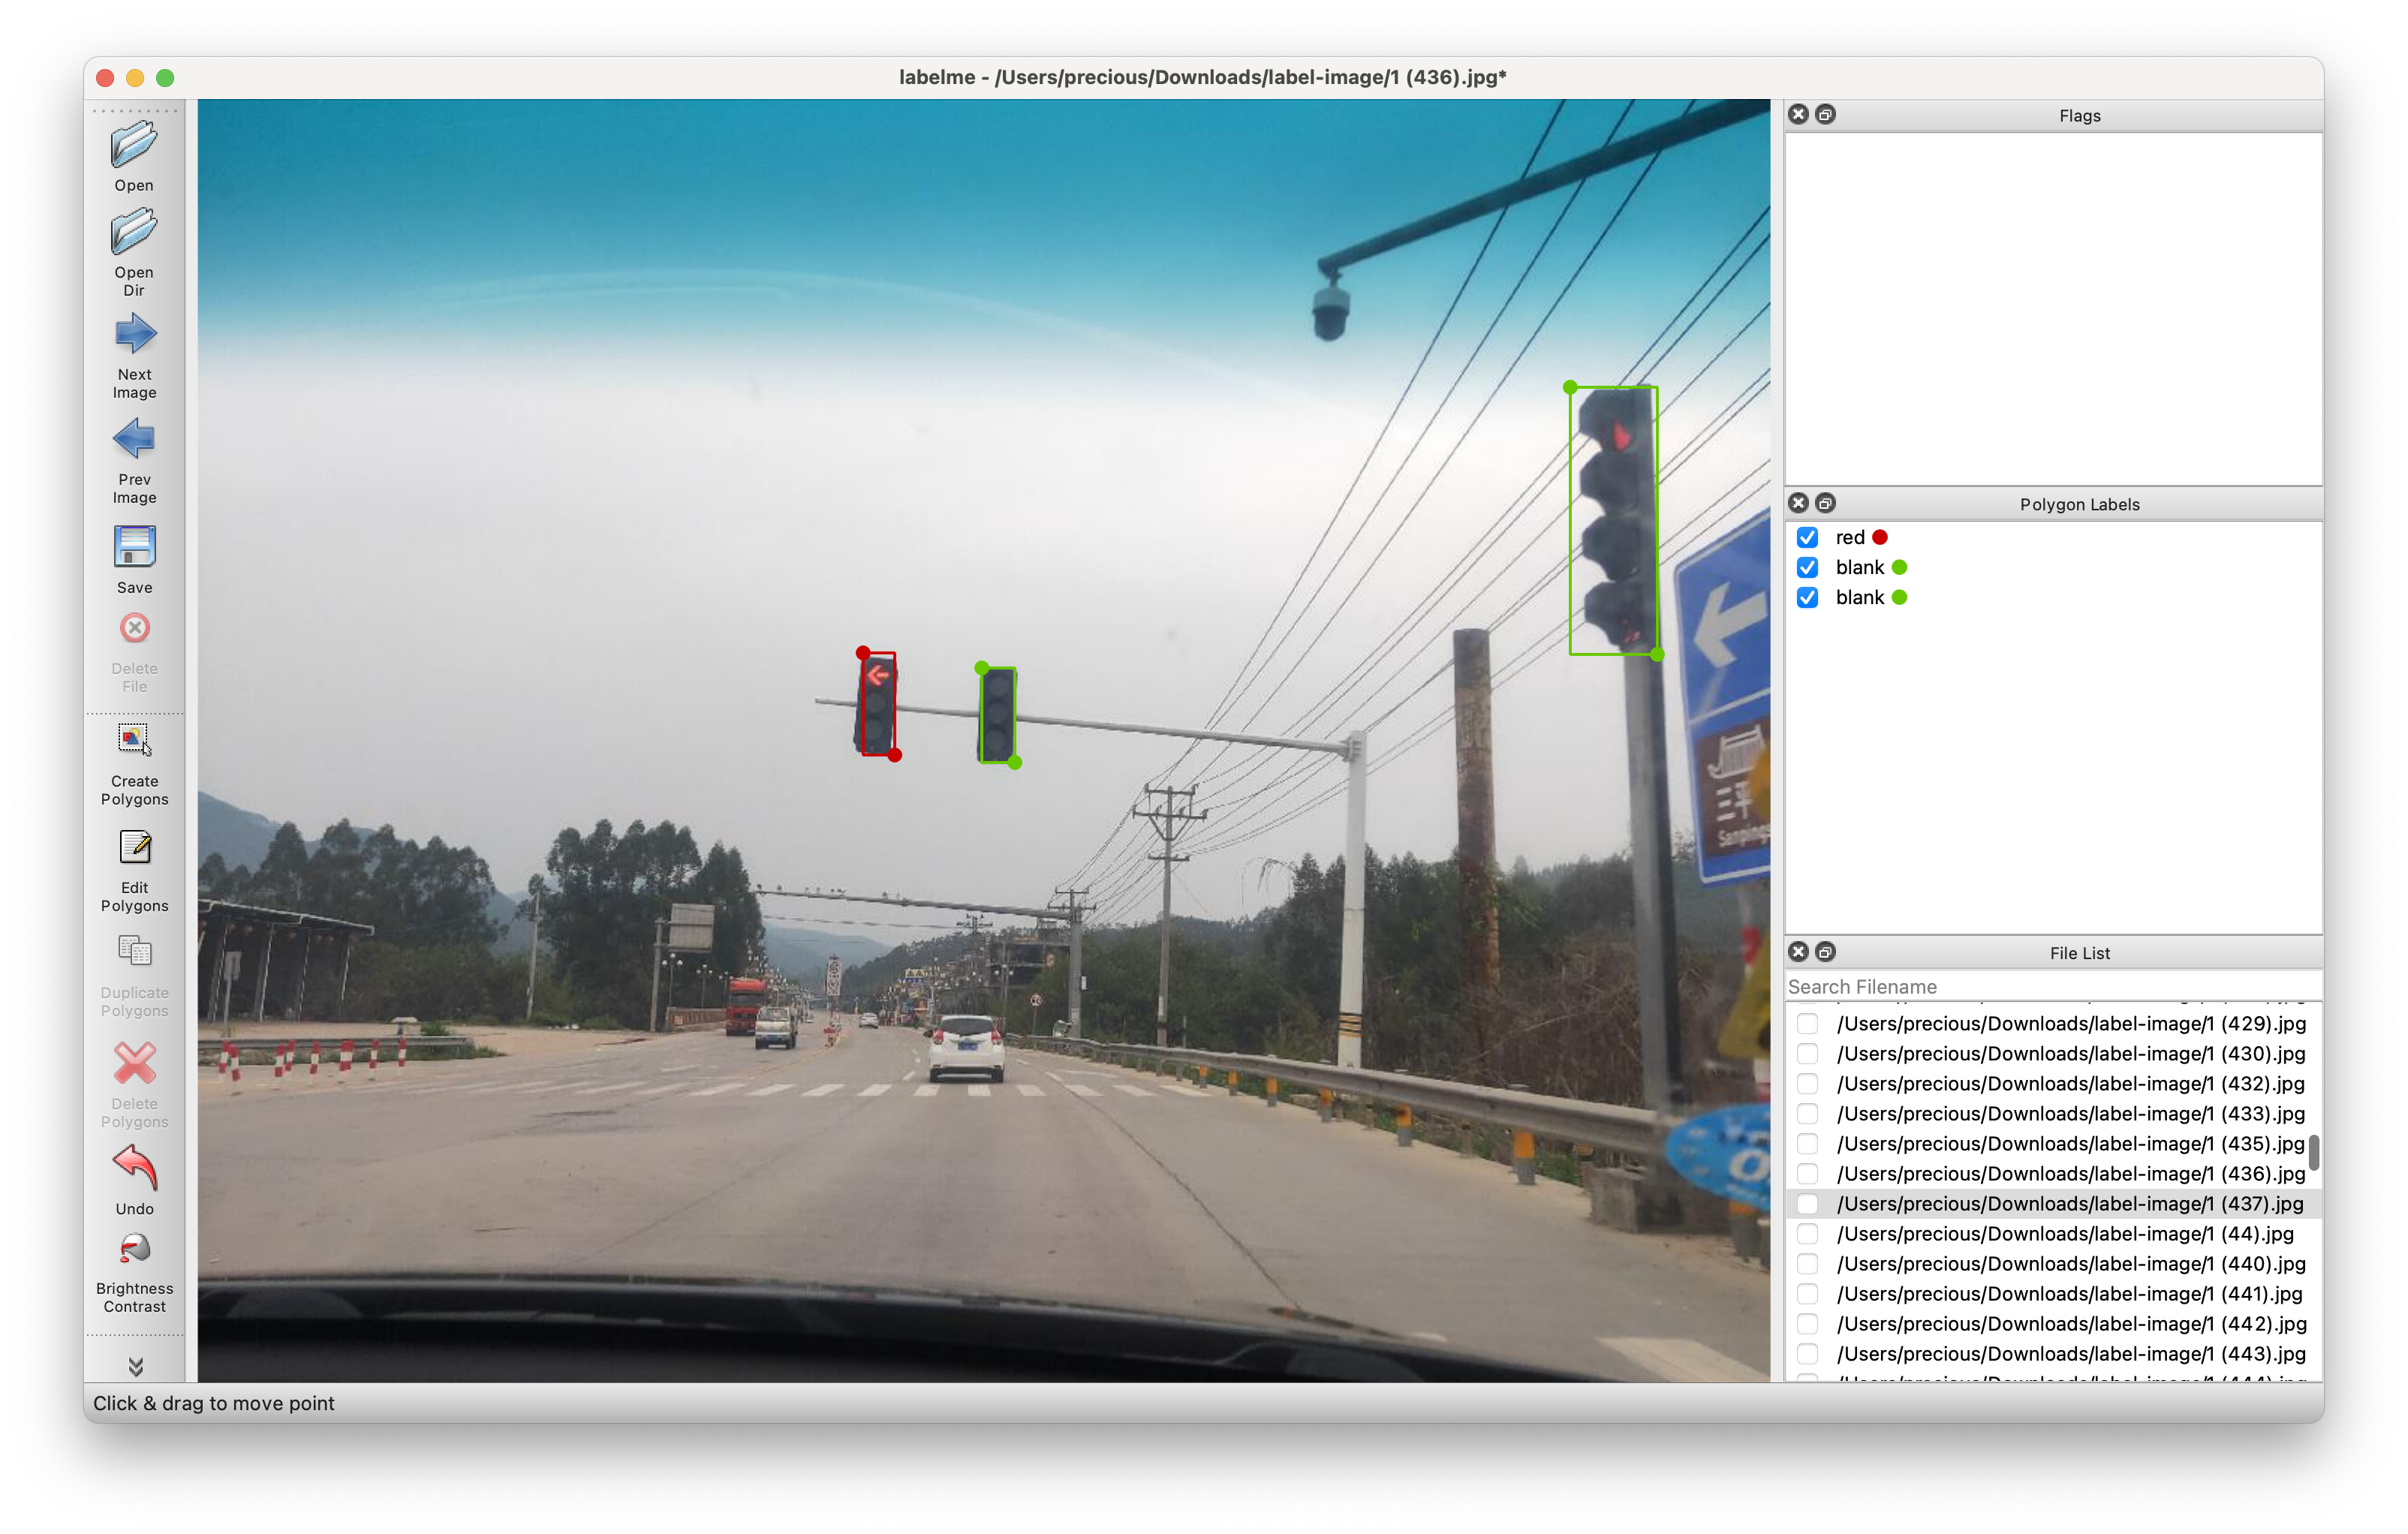 labelme - /Users/precious/Downloads/label-image/1 (436).jpg*
Open
Open
Dir
Next
Image
Prev
Image
Save
Delete
File
Create
Polygons
Edit
Polygons
Duplicate
Polygons
Delete
Polygons
Undo
Brightness
Contrast
Flags
Polygon Labels
red
blank
blank
File List
Search Filename
/Users/precious/Downloads/label-image/1 (429).jpg
/Users/precious/Downloads/label-image/1 (430).jpg
/Users/precious/Downloads/label-image/1 (432).jpg
/Users/precious/Downloads/label-image/1 (433).jpg
/Users/precious/Downloads/label-image/1 (435).jpg
/Users/precious/Downloads/label-image/1 (436).jpg
/Users/precious/Downloads/label-image/1 (437).jpg
/Users/precious/Downloads/label-image/1 (44).jpg
/Users/precious/Downloads/label-image/1 (440).jpg
/Users/precious/Downloads/label-image/1 (441).jpg
/Users/precious/Downloads/label-image/1 (442).jpg
/Users/precious/Downloads/label-image/1 (443).jpg
Click & drag to move point